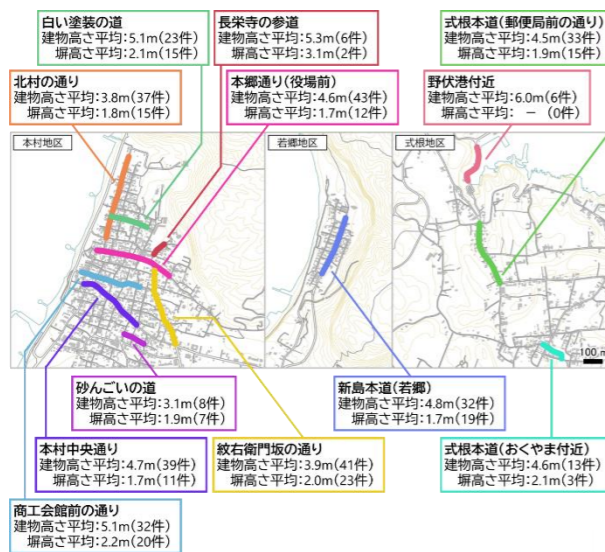 白い塗装の道
建物高さ平均:5.1m(23件)
塀高さ平均:2.1m(15件)
長栄寺の参道
建物高さ平均:5.3m(6件)
塀高さ平均:3.1m(2件)
式根本道(郵便局前の通り)
建物高さ平均:4.5m(33件)
塀高さ平均:1.9m(15件)
北村の通り
建物高さ平均:3.8m(37件)
塀高さ平均:1.8m(15件)
本郷通り(役場前)
建物高さ平均:4.6m(43件)
塀高さ平均:1.7m(12件)
野伏港付近
建物高さ平均:6.0m(6件)
塀高さ平均: － (0件)
本村地区
若郷地区
式根地区
100 m
砂んごいの道
建物高さ平均:3.1m(8件)
塀高さ平均:1.9m(7件)
新島本道(若郷)
建物高さ平均:4.8m(32件)
塀高さ平均:1.7m(19件)
本村中央通り
建物高さ平均:4.7m(39件)
塀高さ平均:1.7m(11件)
紋右衛門坂の通り
建物高さ平均:3.9m(41件)
塀高さ平均:2.0m(23件)
式根本道(おくやま付近)
建物高さ平均:4.6m(13件)
塀高さ平均:2.1m(3件)
商工会館前の通り
建物高さ平均:5.1m(32件)
塀高さ平均:2.2m(20件)